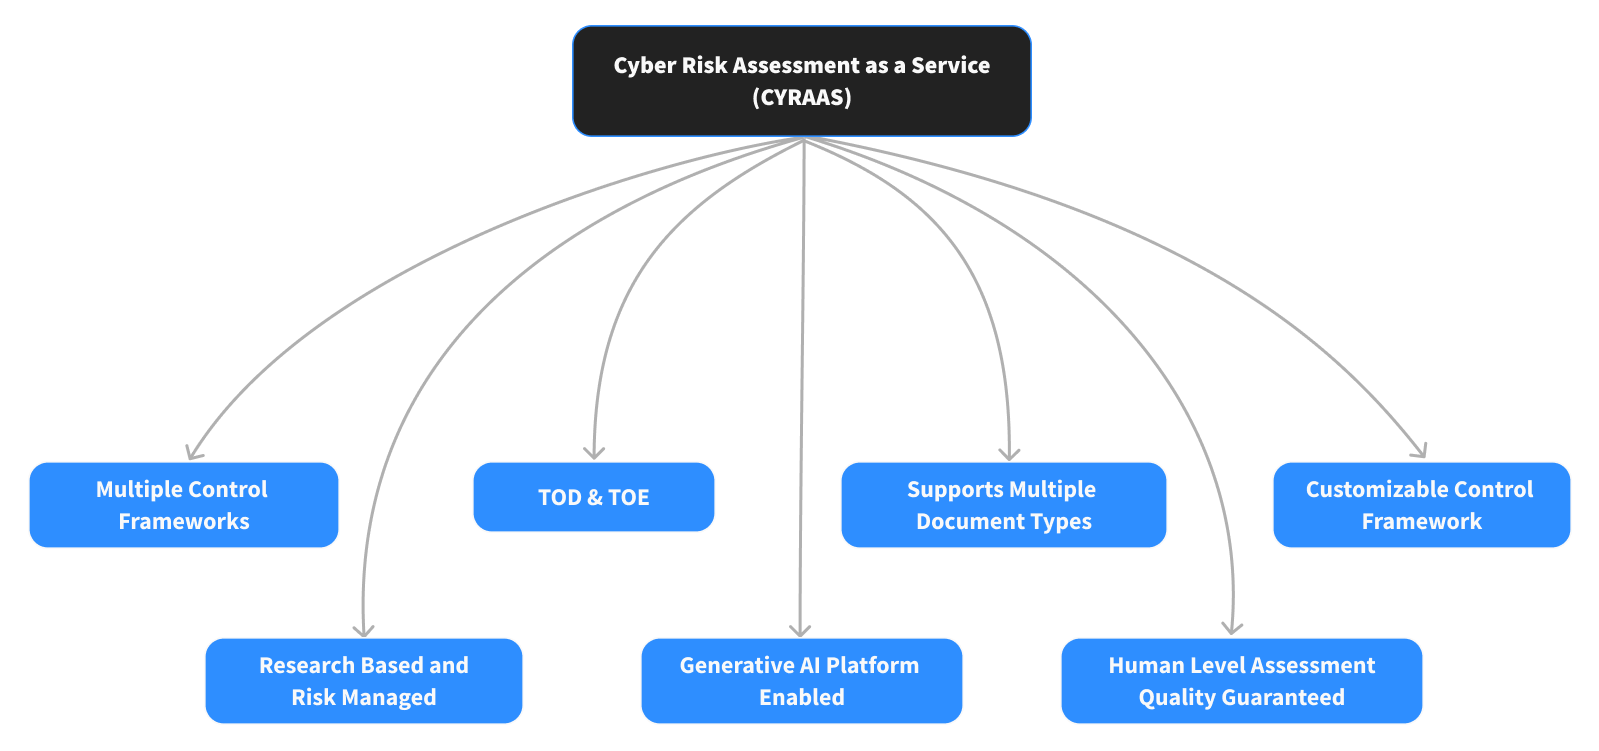 Cyber Risk Assessment as a Service
(CYRAAS)
Multiple Control
Frameworks
TOD & TOE
Supports Multiple
Document Types
Customizable Control
Framework
Research Based and
Risk Managed
Generative AI Platform
Enabled
Human Level Assessment
Quality Guaranteed